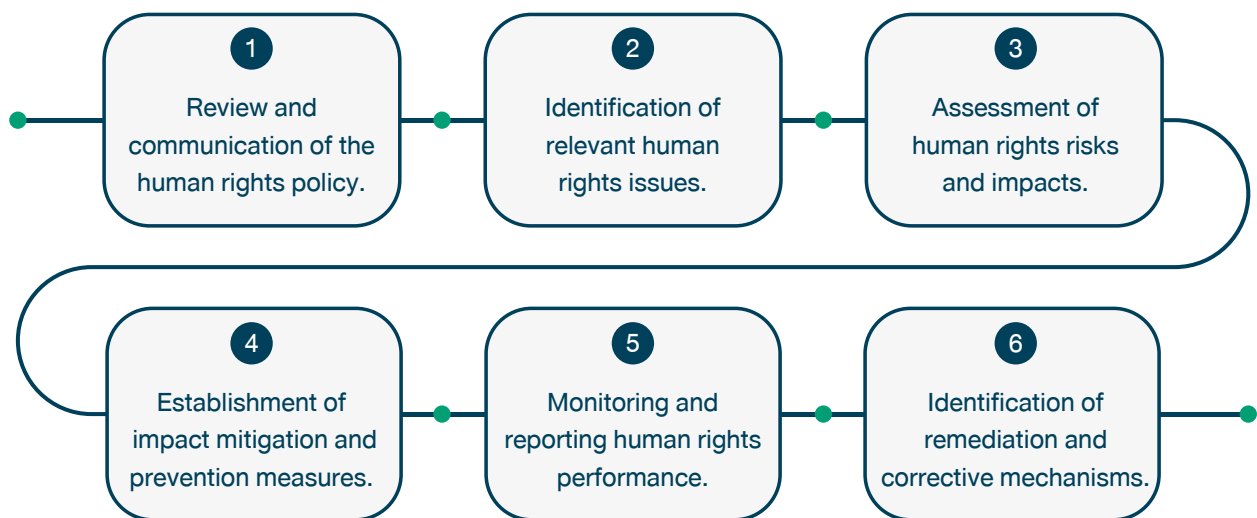 1
Review and
communication of the
human rights policy.
2
Identification of
relevant human
rights issues.
3
Assessment of
human rights risks
and impacts.
4
Establishment of
impact mitigation and
prevention measures.
5
Monitoring and
reporting human rights
performance.
6
Identification of
remediation and
corrective mechanisms.